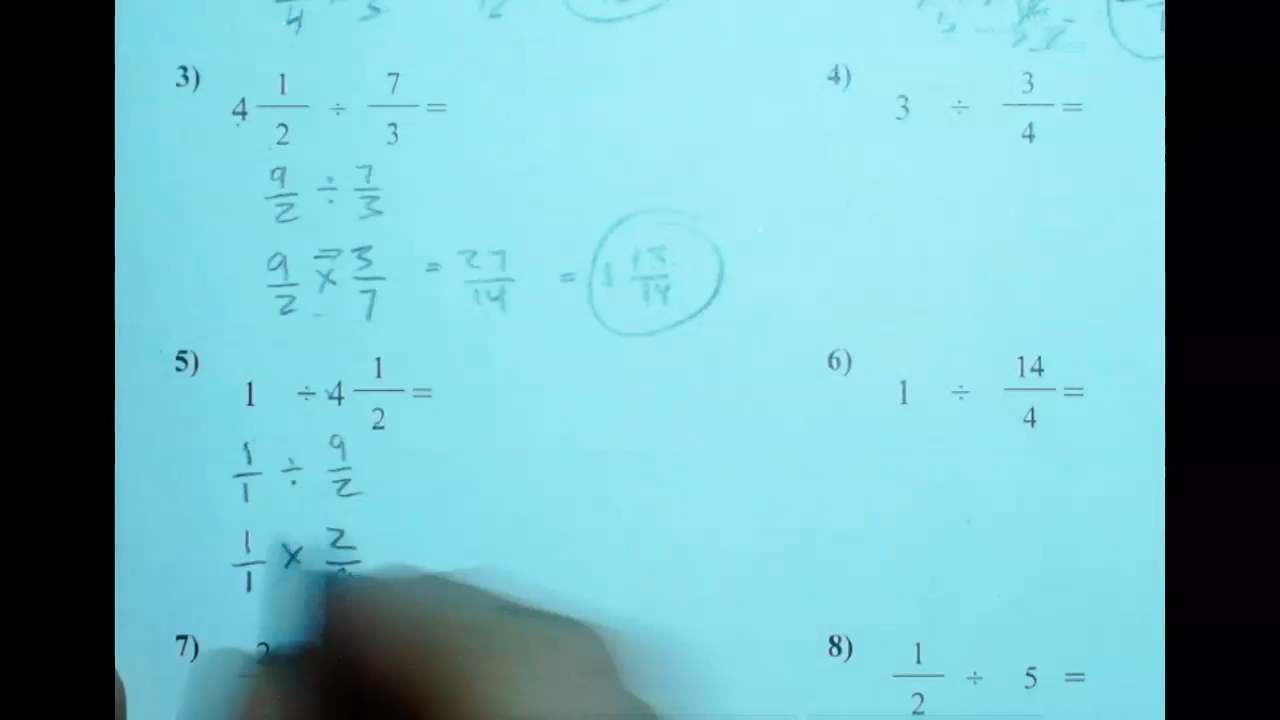 3) 4 1/2 ÷ 7/3 =
4) 3 ÷ 3/4 =
9/2 ÷ 7/3
9/2 × 3/7 = 27/14 = 1 13/14
5) 1 ÷ 4 1/2 =
6) 1 ÷ 14/4 =
1/1 ÷ 9/2
1/1 × 2/
7) 2
8) 1/2 ÷ 5 =